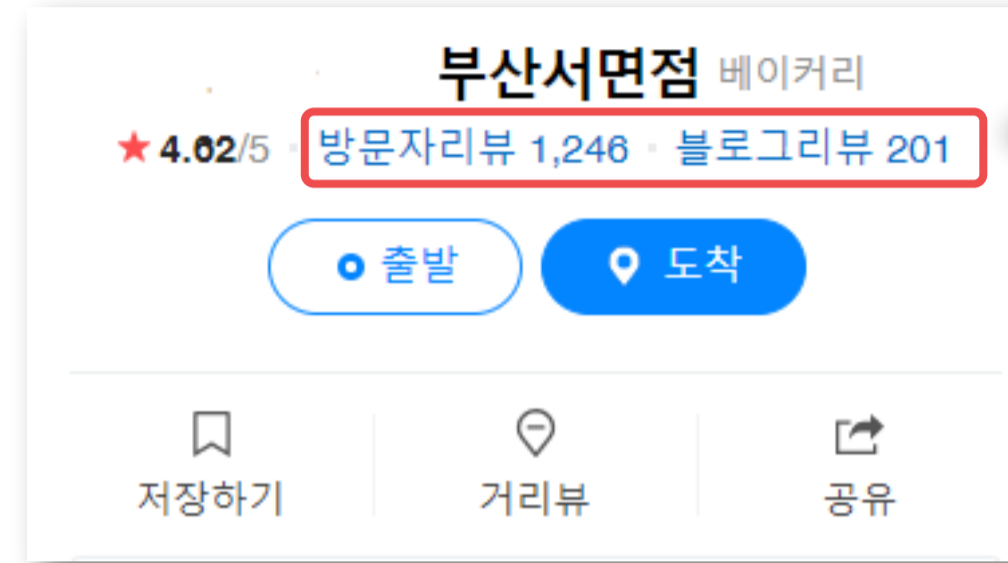 부산서면점 베이커리
★ 4.62/5 · 방문자리뷰 1,246 · 블로그리뷰 201
출발 도착
저장하기 거리뷰 공유